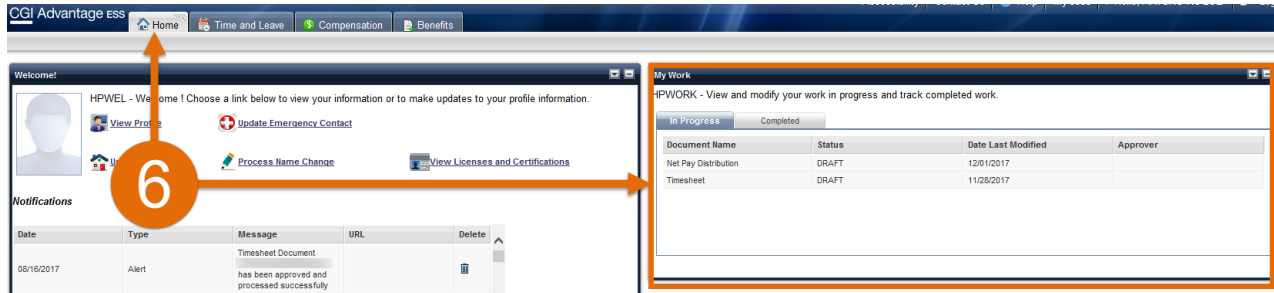 CGI Advantage ESS
Home
Time and Leave
Compensation
Benefits
Welcome!
HPWEL - Welcome ! Choose a link below to view your information or to make updates to your profile information.
View Profile
Update Emergency Contact
Process Name Change
View Licenses and Certifications
6
Notifications
Date Type Message URL Delete
08/16/2017 Alert
Timesheet Document
has been approved and
processed successfully
My Work
HPWORK - View and modify your work in progress and track completed work.
In Progress Completed
Document Name Status Date Last Modified Approver
Net Pay Distribution DRAFT 12/01/2017
Timesheet DRAFT 11/28/2017